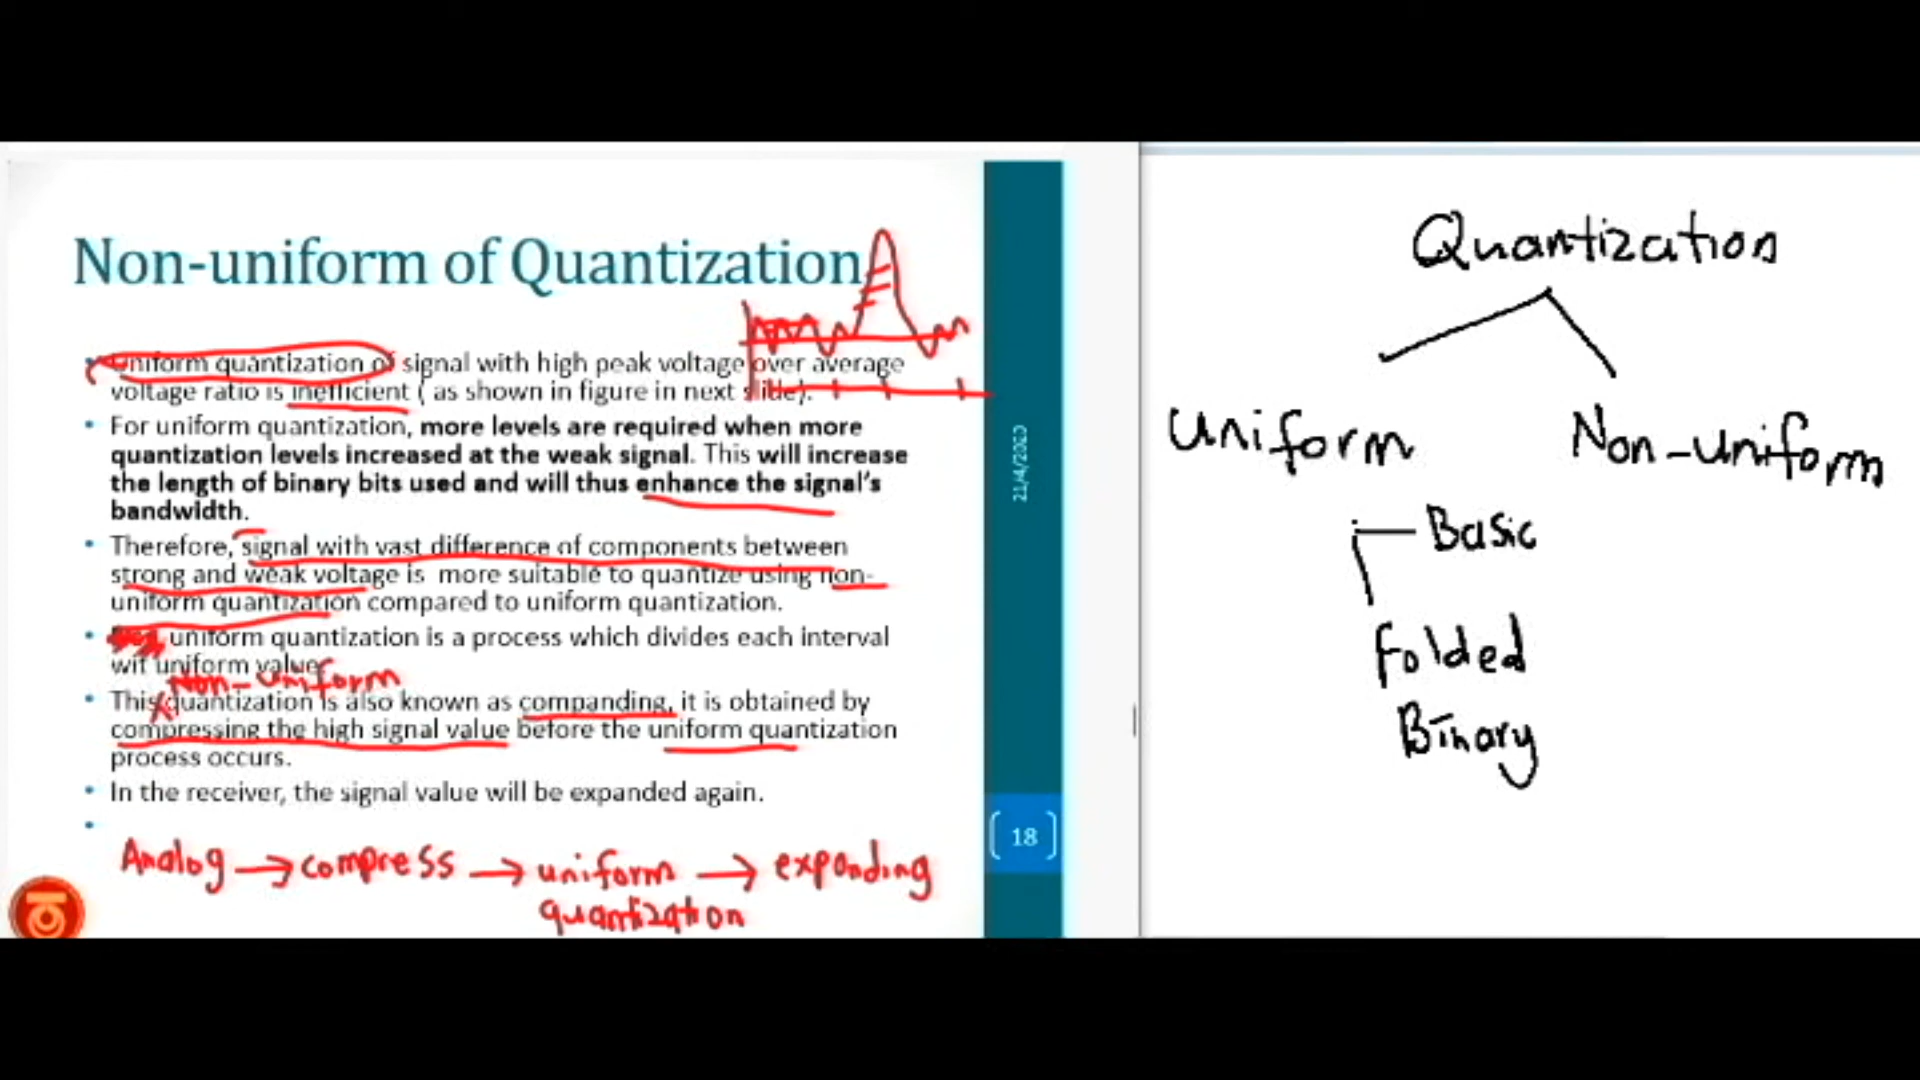 Non-uniform of Quantization
Uniform quantization of signal with high peak voltage over average
voltage ratio is inefficient ( as shown in figure in next slide).
For uniform quantization, more levels are required when more
quantization levels increased at the weak signal. This will increase
the length of binary bits used and will thus enhance the signal's
bandwidth.
Therefore, signal with vast difference of components between
strong and weak voltage is more suitable to quantize using non-
uniform quantization compared to uniform quantization.
uniform quantization is a process which divides each interval
wit uniform value
Non-uniform
This quantization is also known as companding, it is obtained by
compressing the high signal value before the uniform quantization
process occurs.
In the receiver, the signal value will be expanded again.
Analog → compress → uniform → expanding
quantization
21/4/2020
18
Quantization
Uniform
Non-uniform
Basic
Folded
Binary